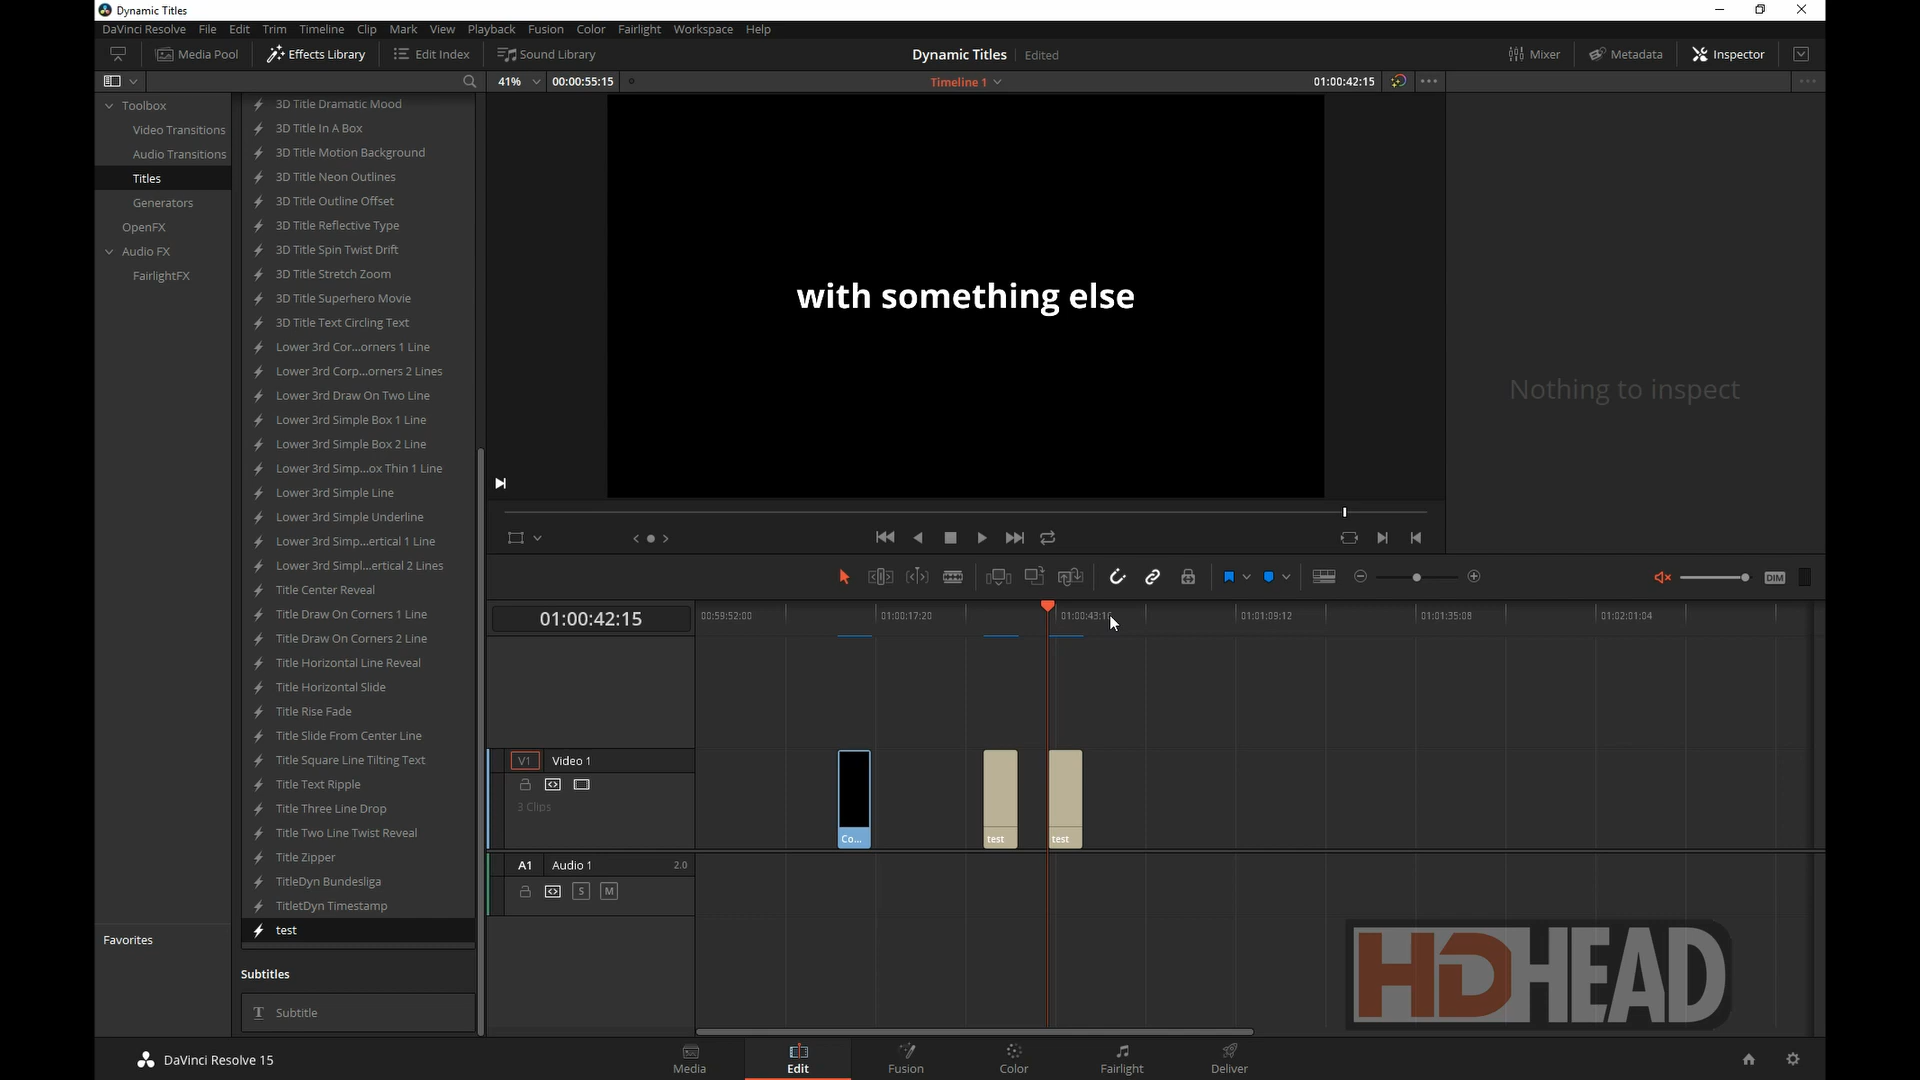 Dynamic Titles
DaVinci Resolve File Edit Trim Timeline Clip Mark View Playback Fusion Color Fairlight Workspace Help
Media Pool Effects Library Edit Index Sound Library Dynamic Titles Edited Mixer Metadata Inspector
41% 00:00:55:15 Timeline 1 01:00:42:15
Toolbox
Video Transitions
Audio Transitions
Titles
Generators
OpenFX
Audio FX
FairlightFX
Favorites
3D Title Dramatic Mood
3D Title In A Box
3D Title Motion Background
3D Title Neon Outlines
3D Title Outline Offset
3D Title Reflective Type
3D Title Spin Twist Drift
3D Title Stretch Zoom
3D Title Superhero Movie
3D Title Text Circling Text
Lower 3rd Cor...orners 1 Line
Lower 3rd Corp...orners 2 Lines
Lower 3rd Draw On Two Line
Lower 3rd Simple Box 1 Line
Lower 3rd Simple Box 2 Line
Lower 3rd Simp...ox Thin 1 Line
Lower 3rd Simple Line
Lower 3rd Simple Underline
Lower 3rd Simp...ertical 1 Line
Lower 3rd Simpl...ertical 2 Lines
Title Center Reveal
Title Draw On Corners 1 Line
Title Draw On Corners 2 Line
Title Horizontal Line Reveal
Title Horizontal Slide
Title Rise Fade
Title Slide From Center Line
Title Square Line Tilting Text
Title Text Ripple
Title Three Line Drop
Title Two Line Twist Reveal
Title Zipper
TitleDyn Bundesliga
TitletDyn Timestamp
test
Subtitles
T Subtitle
with something else
Nothing to inspect
DIM
01:00:42:15 00:59:52:00 01:00:17:20 01:00:43:16 01:01:09:12 01:01:35:08 01:02:01:04
V1 Video 1
3 Clips
Co... test test
A1 Audio 1 2.0
S M
HDHEAD
DaVinci Resolve 15 Media Edit Fusion Color Fairlight Deliver